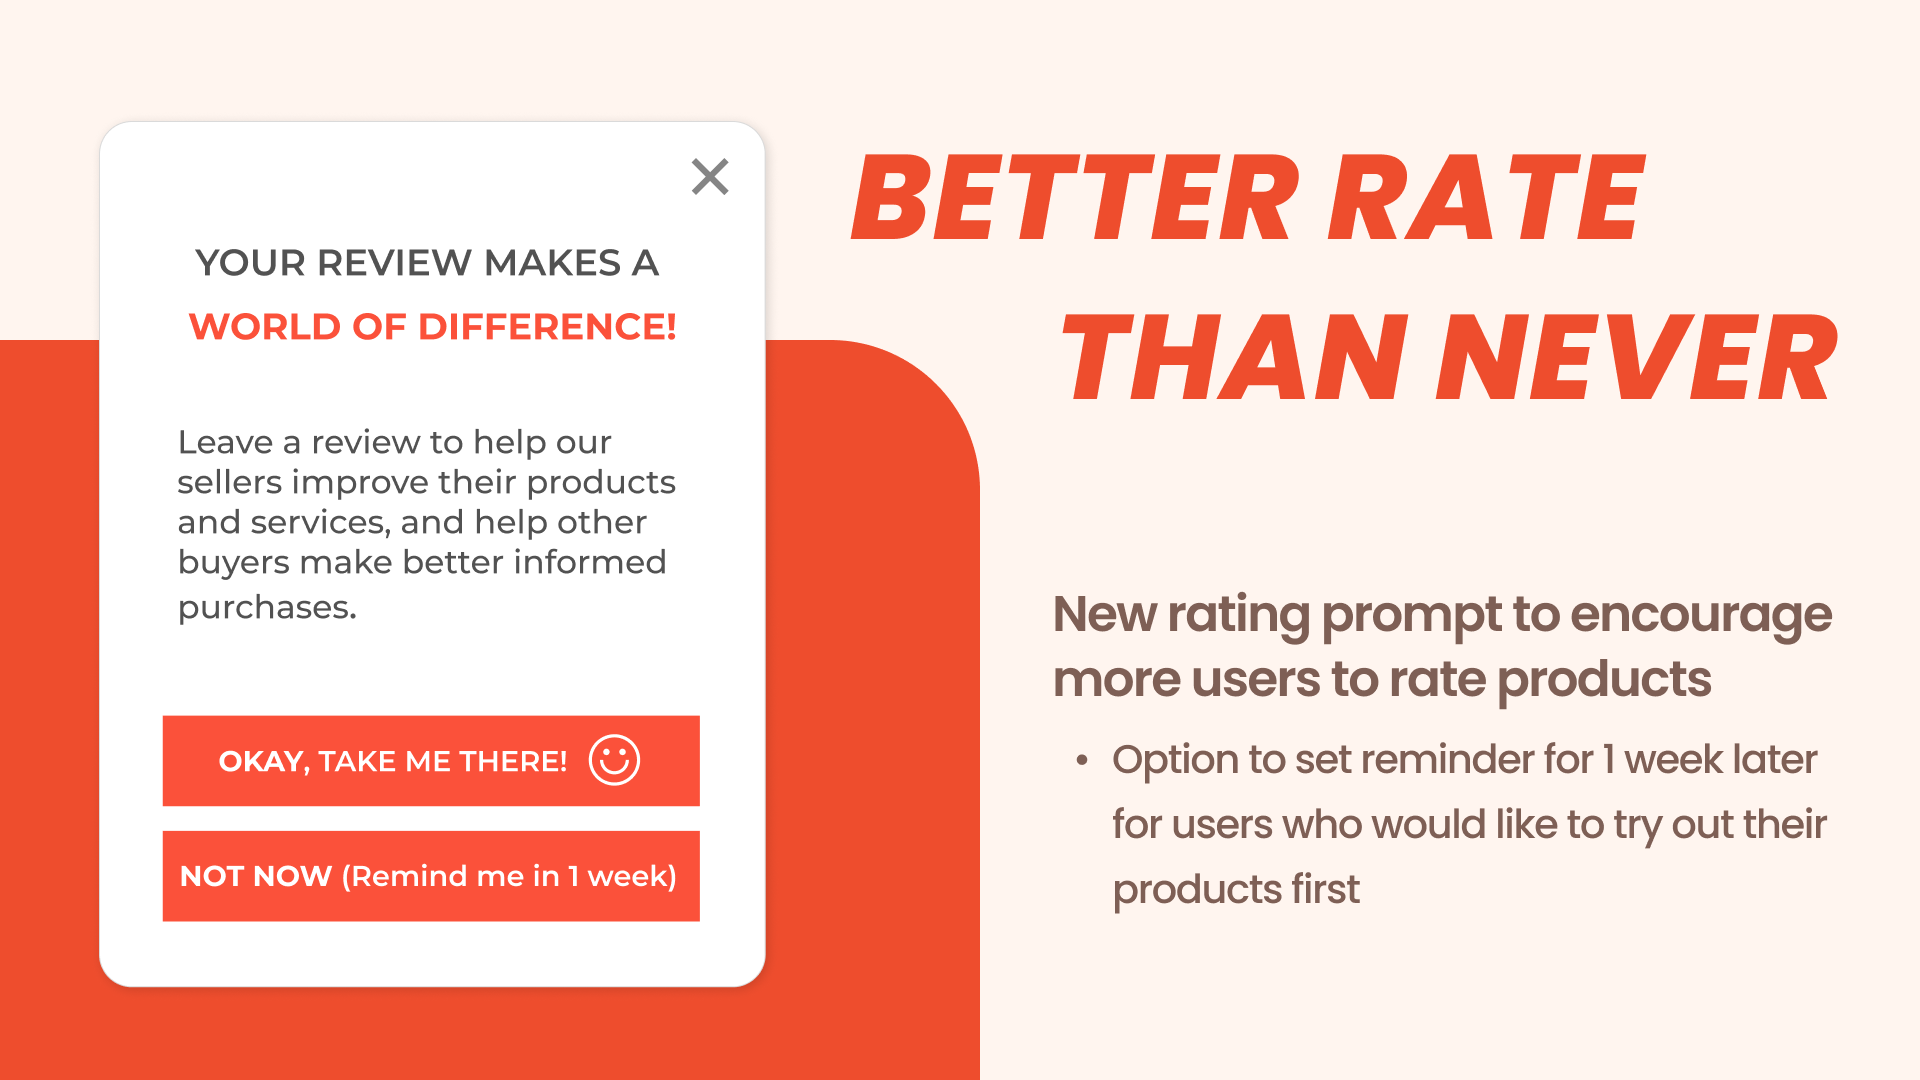 YOUR REVIEW MAKES A
WORLD OF DIFFERENCE!
Leave a review to help our
sellers improve their products
and services, and help other
buyers make better informed
purchases.
OKAY, TAKE ME THERE!
NOT NOW (Remind me in 1 week)
BETTER RATE
THAN NEVER
New rating prompt to encourage
more users to rate products
• Option to set reminder for 1 week later
for users who would like to try out their
products first